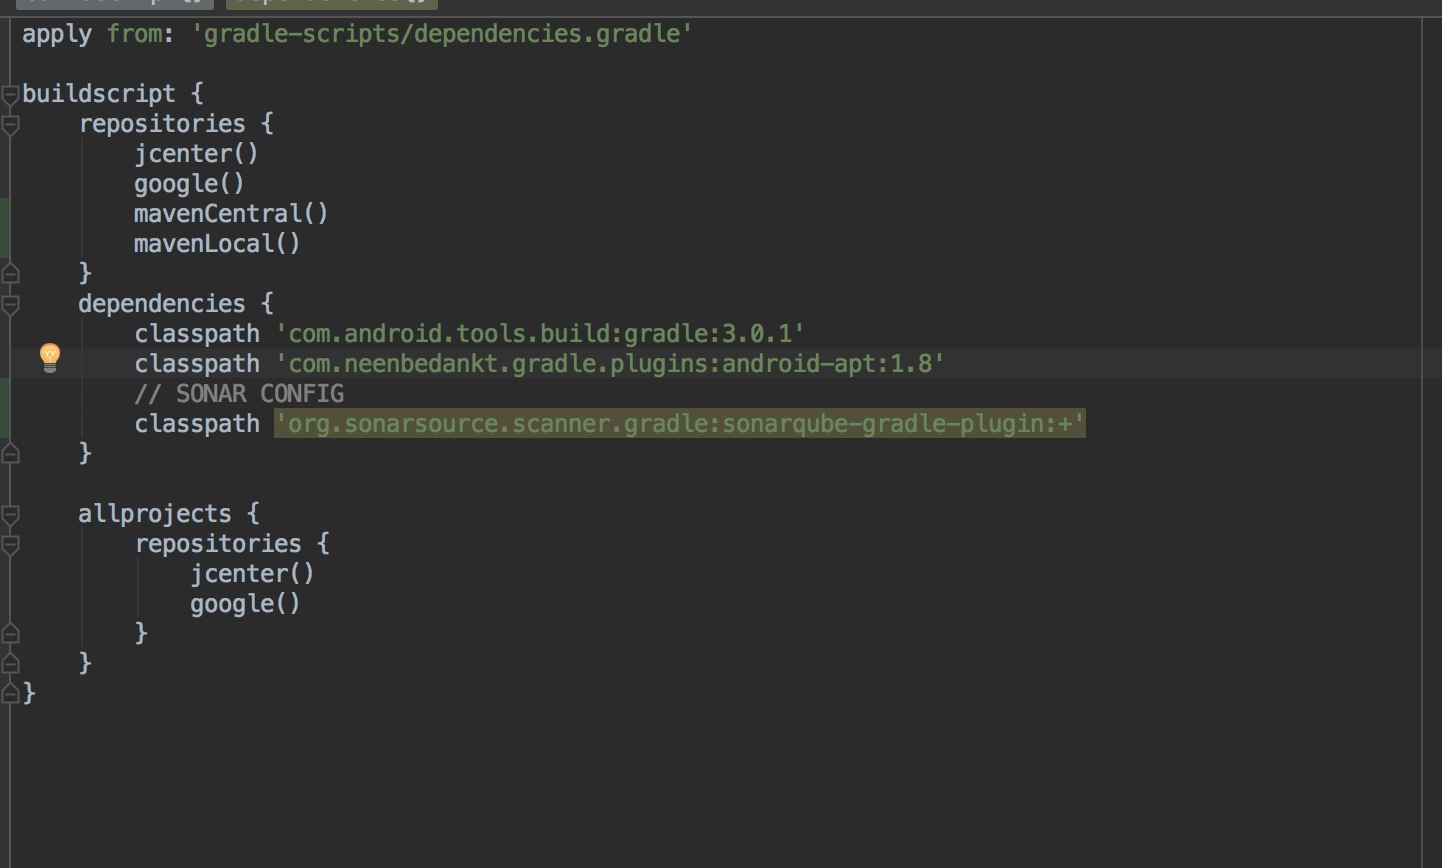 apply from: 'gradle-scripts/dependencies.gradle'
buildscript {
repositories {
jcenter()
google()
mavenCentral()
mavenLocal()
}
dependencies {
classpath 'com.android.tools.build:gradle:3.0.1'
classpath 'com.neenbedankt.gradle.plugins:android-apt:1.8'
// SONAR CONFIG
classpath 'org.sonarsource.scanner.gradle:sonarqube-gradle-plugin:+'
}
allprojects {
repositories {
jcenter()
google()
}
}
}